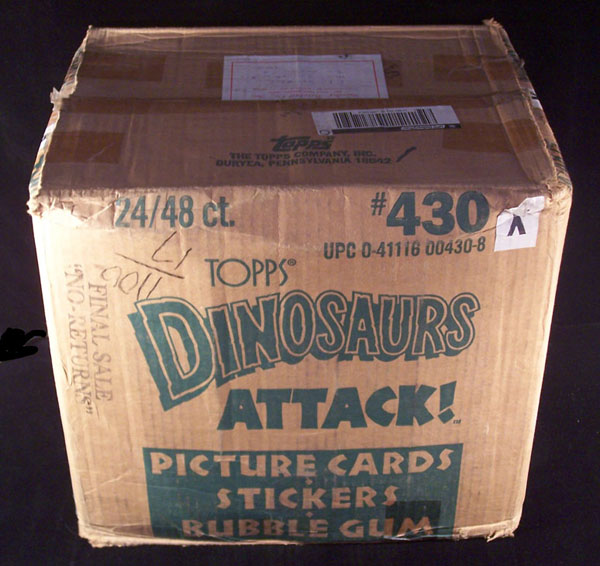 TOPPS
THE TOPPS COMPANY, INC.
DURYEA, PENNSYLVANIA 18642
24/48 ct.
#430
UPC 0-41116 00430-8
X
FINAL SALE
"NO-RETURNS"
TOPPS®
DINOSAURS
ATTACK!™
PICTURE CARDS
• STICKERS •
BUBBLE GUM